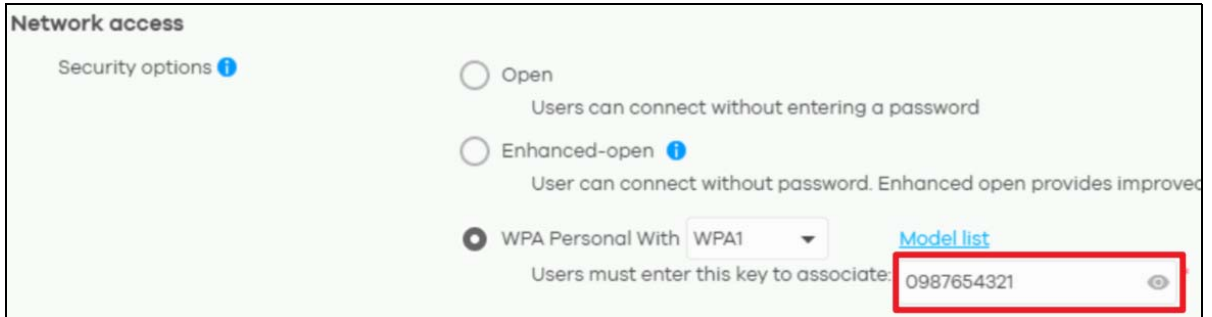 Network access
Security options
Open
Users can connect without entering a password
Enhanced-open
User can connect without password. Enhanced open provides improved
WPA Personal With WPA1 Model list
Users must enter this key to associate: 0987654321